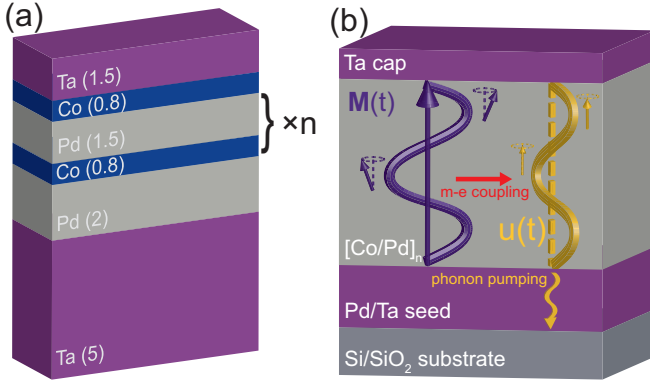 (a)
Ta (1.5)
Co (0.8)
Pd (1.5)
Co (0.8)
Pd (2)
Ta (5)
} ×n
(b)
Ta cap
M(t)
m-e coupling
u(t)
[Co/Pd]n
phonon pumping
Pd/Ta seed
Si/SiO₂ substrate